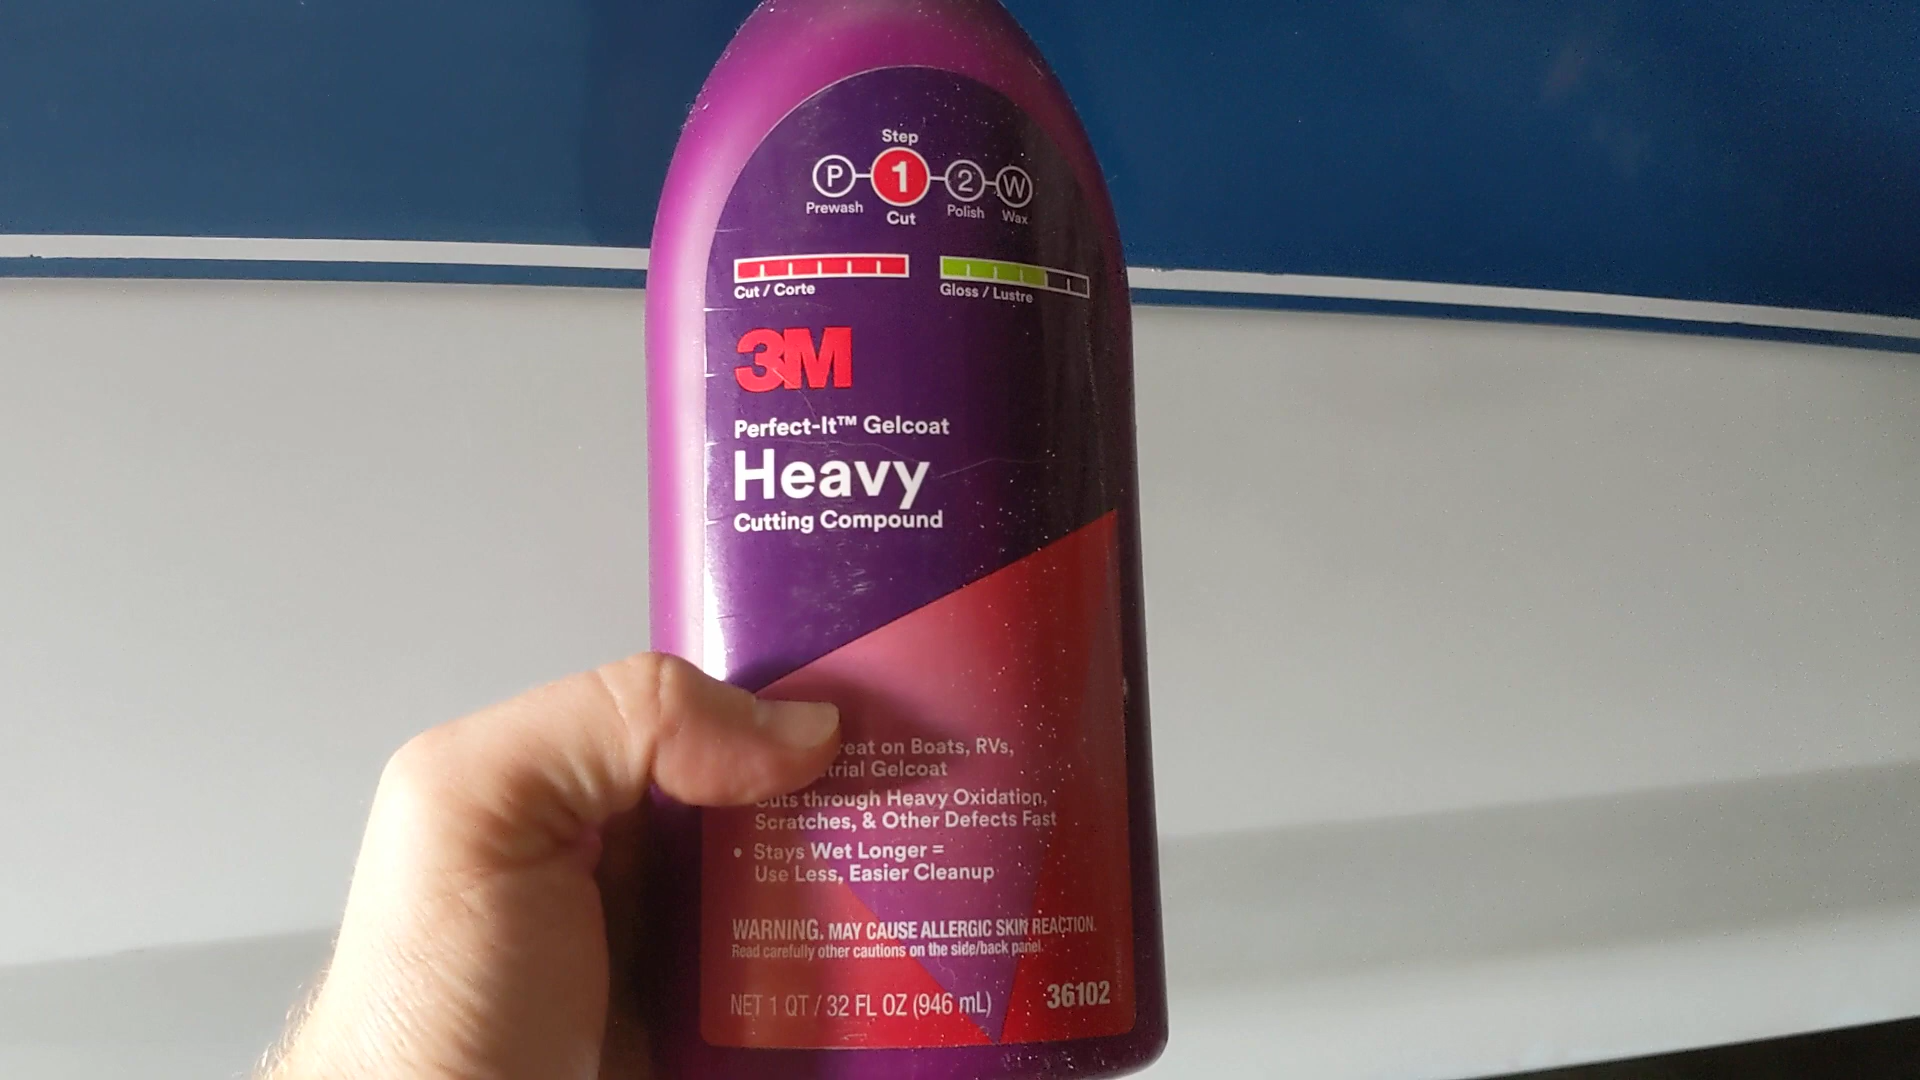 Step
P 1 2 W
Prewash Cut Polish Wax
Cut / Corte Gloss / Lustre
3M
Perfect-It™ Gelcoat
Heavy
Cutting Compound
on Boats, RVs,
Gelcoat
Cuts through Heavy Oxidation,
Scratches, & Other Defects Fast
• Stays Wet Longer =
Use Less, Easier Cleanup
WARNING. MAY CAUSE ALLERGIC SKIN REACTION.
Read carefully other cautions on the side/back panel.
NET 1 QT / 32 FL OZ (946 mL) 36102